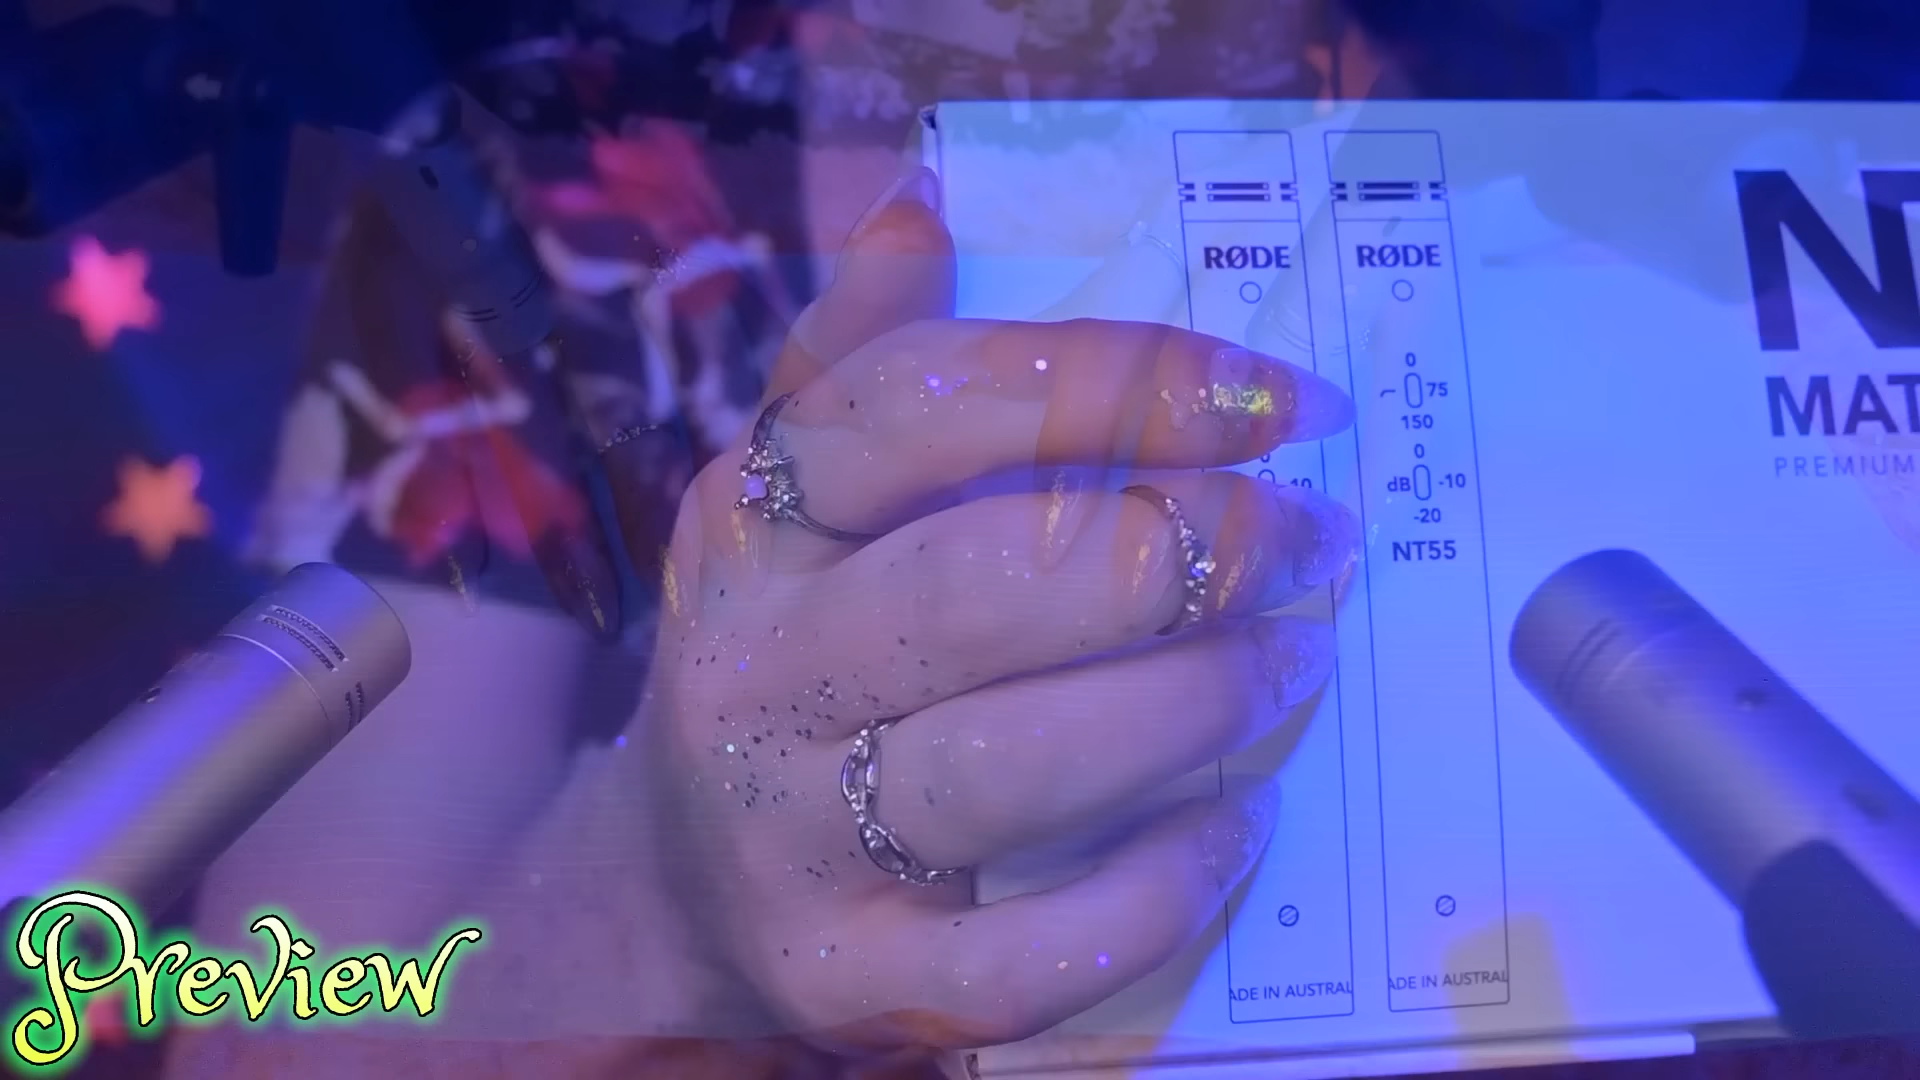 RØDE
RØDE
0
75
150
0
dB -10
-20
NT55
-10
MAT
PREMIUM
ADE IN AUSTRAL
ADE IN AUSTRAL
Preview